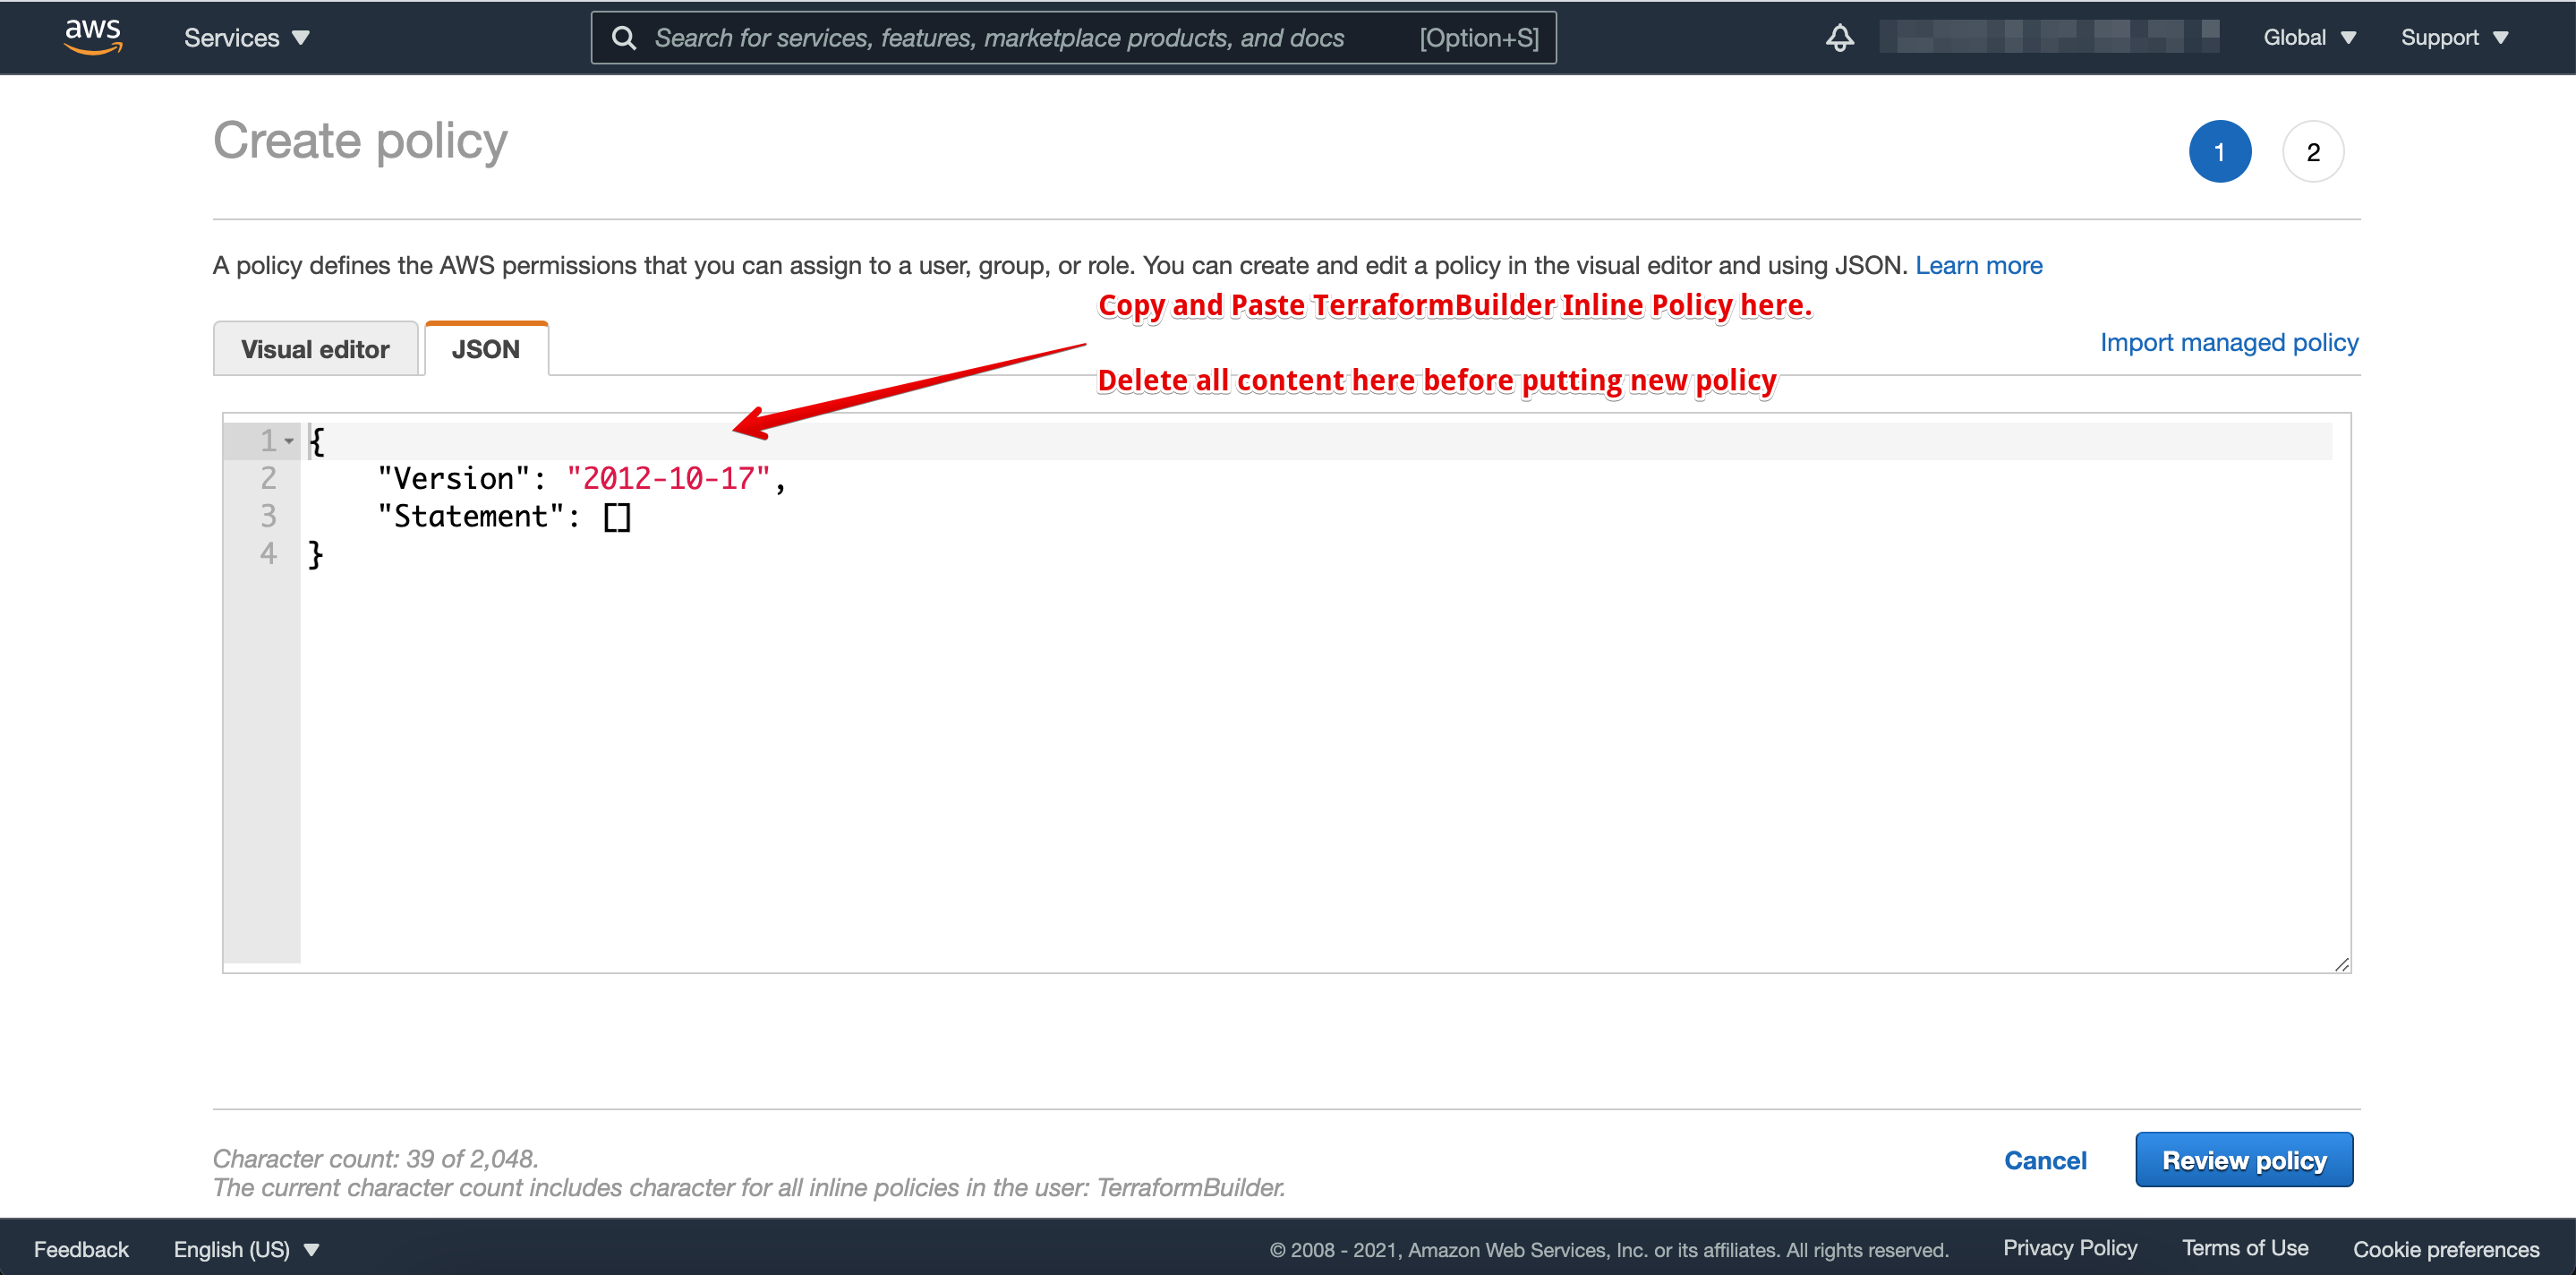 aws
Services
Search for services, features, marketplace products, and docs [Option+S]
Global
Support
Create policy
1
2
A policy defines the AWS permissions that you can assign to a user, group, or role. You can create and edit a policy in the visual editor and using JSON. Learn more
Copy and Paste TerraformBuilder Inline Policy here.
Visual editor
JSON
Import managed policy
Delete all content here before putting new policy
1 {
2 "Version": "2012-10-17",
3 "Statement": []
4 }
Character count: 39 of 2,048.
The current character count includes character for all inline policies in the user: TerraformBuilder.
Cancel
Review policy
Feedback
English (US)
© 2008 - 2021, Amazon Web Services, Inc. or its affiliates. All rights reserved.
Privacy Policy
Terms of Use
Cookie preferences